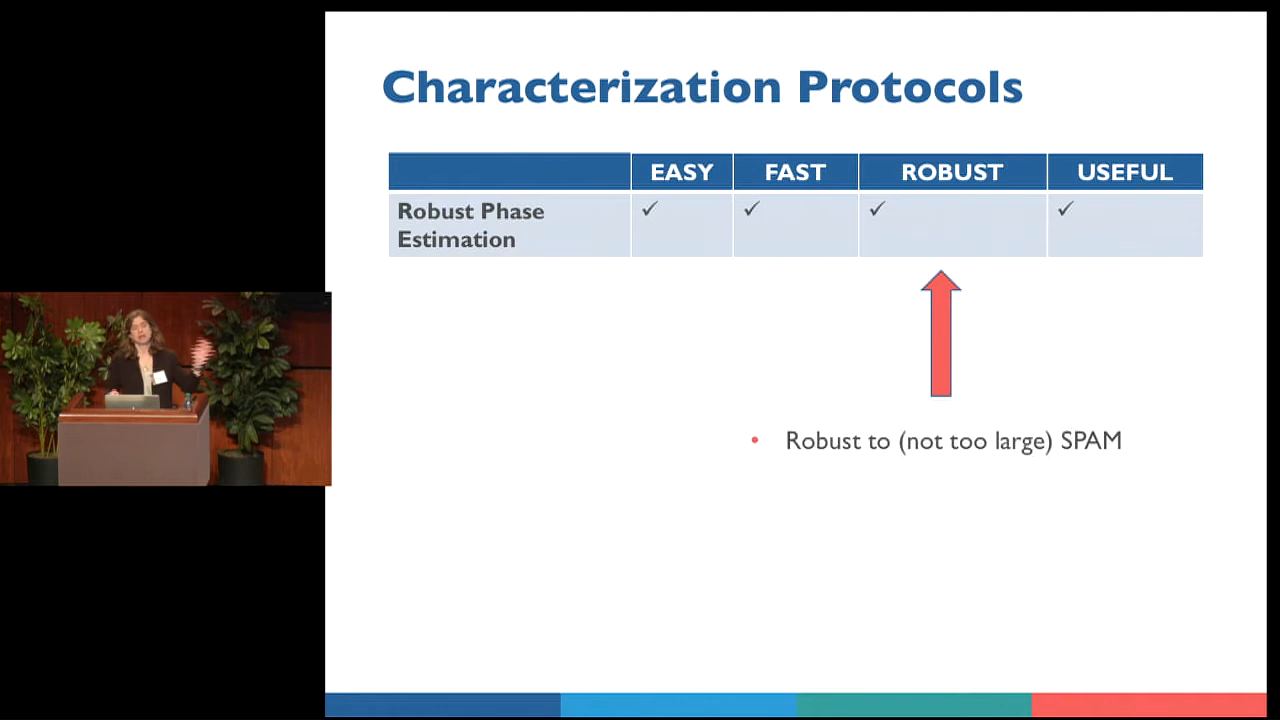 Characterization Protocols
EASY FAST ROBUST USEFUL
Robust Phase ✓ ✓ ✓ ✓
Estimation
• Robust to (not too large) SPAM